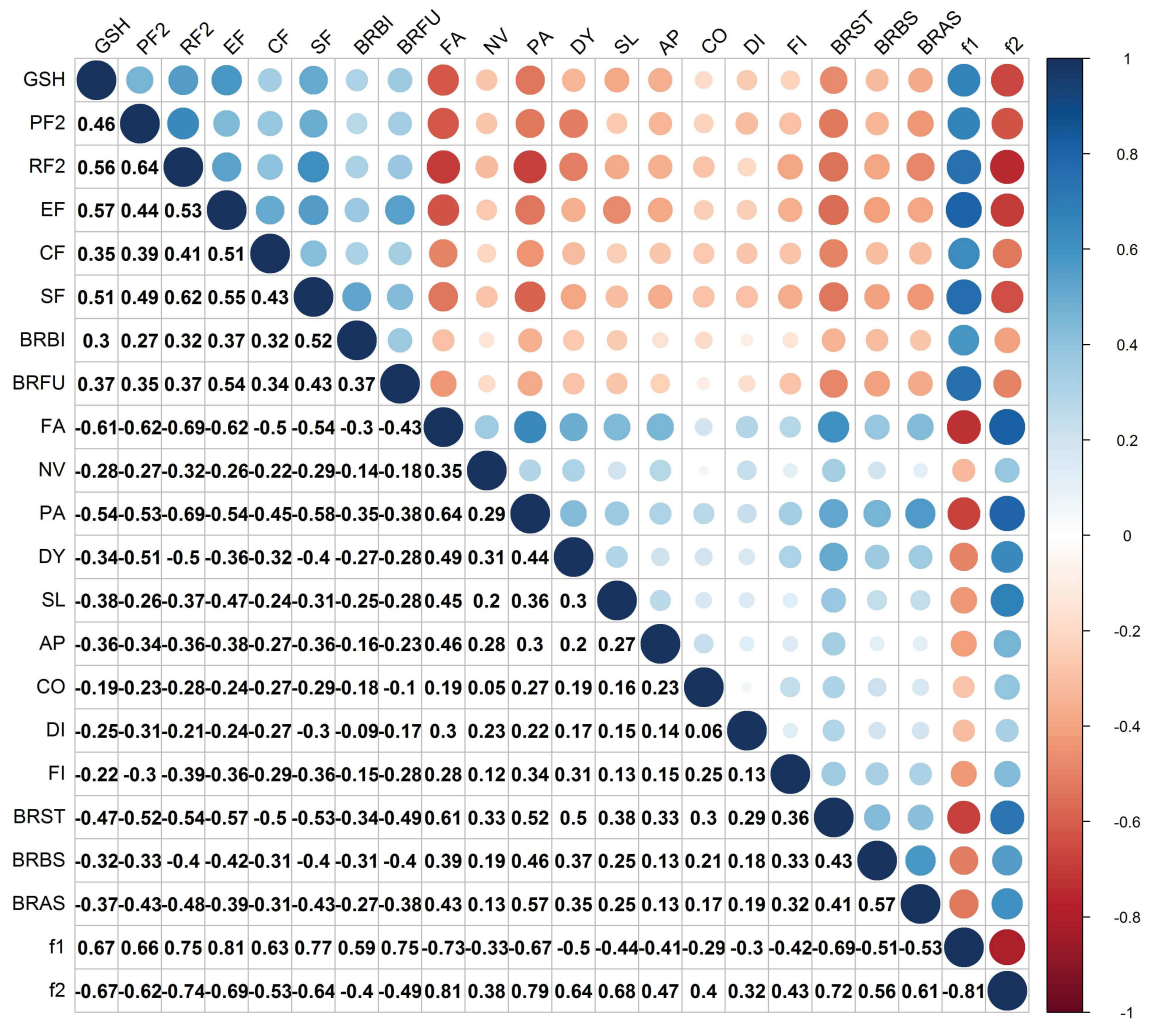 GSH PF2 RF2 EF CF SF BRBI BRFU FA NV PA DY SL AP CO DI FI BRST BRBS BRAS f1 f2
GSH
PF2 0.46
RF2 0.56 0.64
EF 0.57 0.44 0.53
CF 0.35 0.39 0.41 0.51
SF 0.51 0.49 0.62 0.55 0.43
BRBI 0.3 0.27 0.32 0.37 0.32 0.52
BRFU 0.37 0.35 0.37 0.54 0.34 0.43 0.37
FA -0.61 -0.62 -0.69 -0.62 -0.5 -0.54 -0.3 -0.43
NV -0.28 -0.27 -0.32 -0.26 -0.22 -0.29 -0.14 -0.18 0.35
PA -0.54 -0.53 -0.69 -0.54 -0.45 -0.58 -0.35 -0.38 0.64 0.29
DY -0.34 -0.51 -0.5 -0.36 -0.32 -0.4 -0.27 -0.28 0.49 0.31 0.44
SL -0.38 -0.26 -0.37 -0.47 -0.24 -0.31 -0.25 -0.28 0.45 0.2 0.36 0.3
AP -0.36 -0.34 -0.36 -0.38 -0.27 -0.36 -0.16 -0.23 0.46 0.28 0.3 0.2 0.27
CO -0.19 -0.23 -0.28 -0.24 -0.27 -0.29 -0.18 -0.1 0.19 0.05 0.27 0.19 0.16 0.23
DI -0.25 -0.31 -0.21 -0.24 -0.27 -0.3 -0.09 -0.17 0.3 0.23 0.22 0.17 0.15 0.14 0.06
FI -0.22 -0.3 -0.39 -0.36 -0.29 -0.36 -0.15 -0.28 0.28 0.12 0.34 0.31 0.13 0.15 0.25 0.13
BRST -0.47 -0.52 -0.54 -0.57 -0.5 -0.53 -0.34 -0.49 0.61 0.33 0.52 0.5 0.38 0.33 0.3 0.29 0.36
BRBS -0.32 -0.33 -0.4 -0.42 -0.31 -0.4 -0.31 -0.4 0.39 0.19 0.46 0.37 0.25 0.13 0.21 0.18 0.33 0.43
BRAS -0.37 -0.43 -0.48 -0.39 -0.31 -0.43 -0.27 -0.38 0.43 0.13 0.57 0.35 0.25 0.13 0.17 0.19 0.32 0.41 0.57
f1 0.67 0.66 0.75 0.81 0.63 0.77 0.59 0.75 -0.73 -0.33 -0.67 -0.5 -0.44 -0.41 -0.29 -0.3 -0.42 -0.69 -0.51 -0.53
f2 -0.67 -0.62 -0.74 -0.69 -0.53 -0.64 -0.4 -0.49 0.81 0.38 0.79 0.64 0.68 0.47 0.4 0.32 0.43 0.72 0.56 0.61 -0.81
1
0.8
0.6
0.4
0.2
0
-0.2
-0.4
-0.6
-0.8
-1